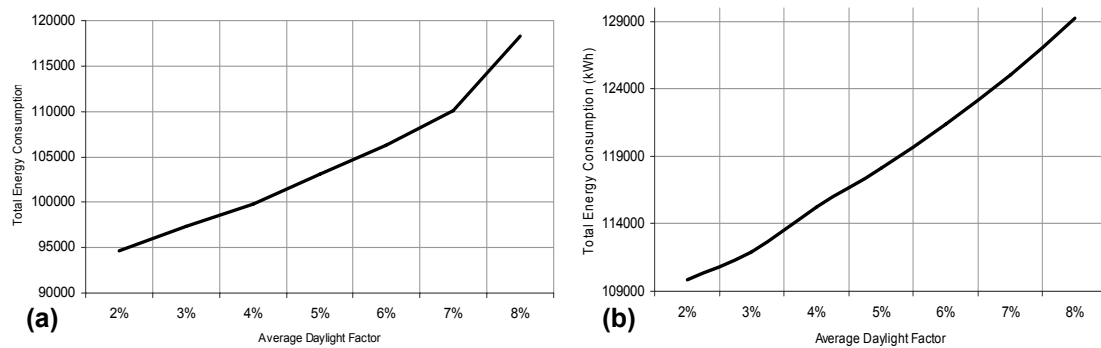 120000
115000
110000
105000
100000
95000
90000
Total Energy Consumption
2% 3% 4% 5% 6% 7% 8%
Average Daylight Factor
(a)
129000
124000
119000
114000
109000
Total Energy Consumption (kWh)
2% 3% 4% 5% 6% 7% 8%
Average Daylight Factor
(b)